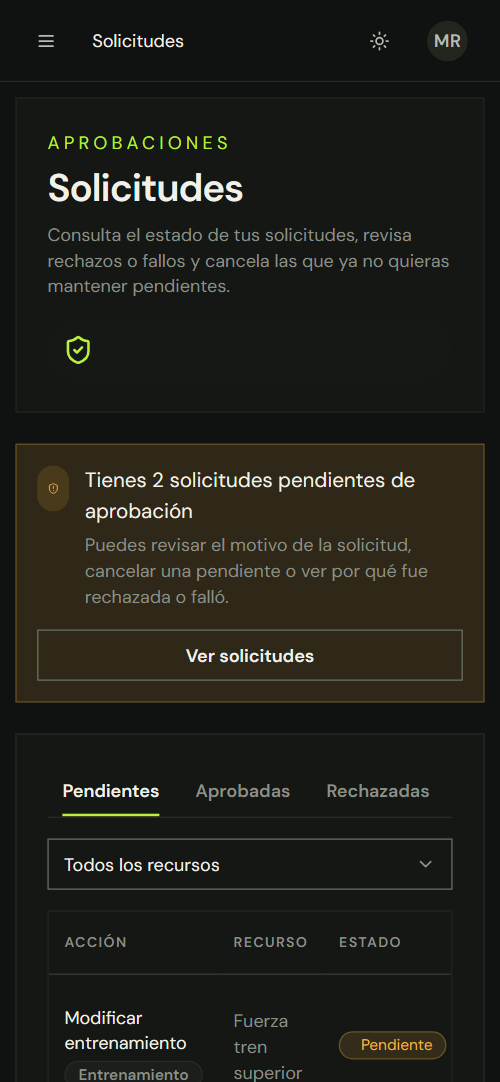 Solicitudes
MR
APROBACIONES
Solicitudes
Consulta el estado de tus solicitudes, revisa
rechazos o fallos y cancela las que ya no quieras
mantener pendientes.
Tienes 2 solicitudes pendientes de
aprobación
Puedes revisar el motivo de la solicitud,
cancelar una pendiente o ver por qué fue
rechazada o falló.
Ver solicitudes
Pendientes Aprobadas Rechazadas
Todos los recursos
ACCIÓN RECURSO ESTADO
Modificar
entrenamiento
Entrenamiento
Fuerza
tren
superior
Pendiente